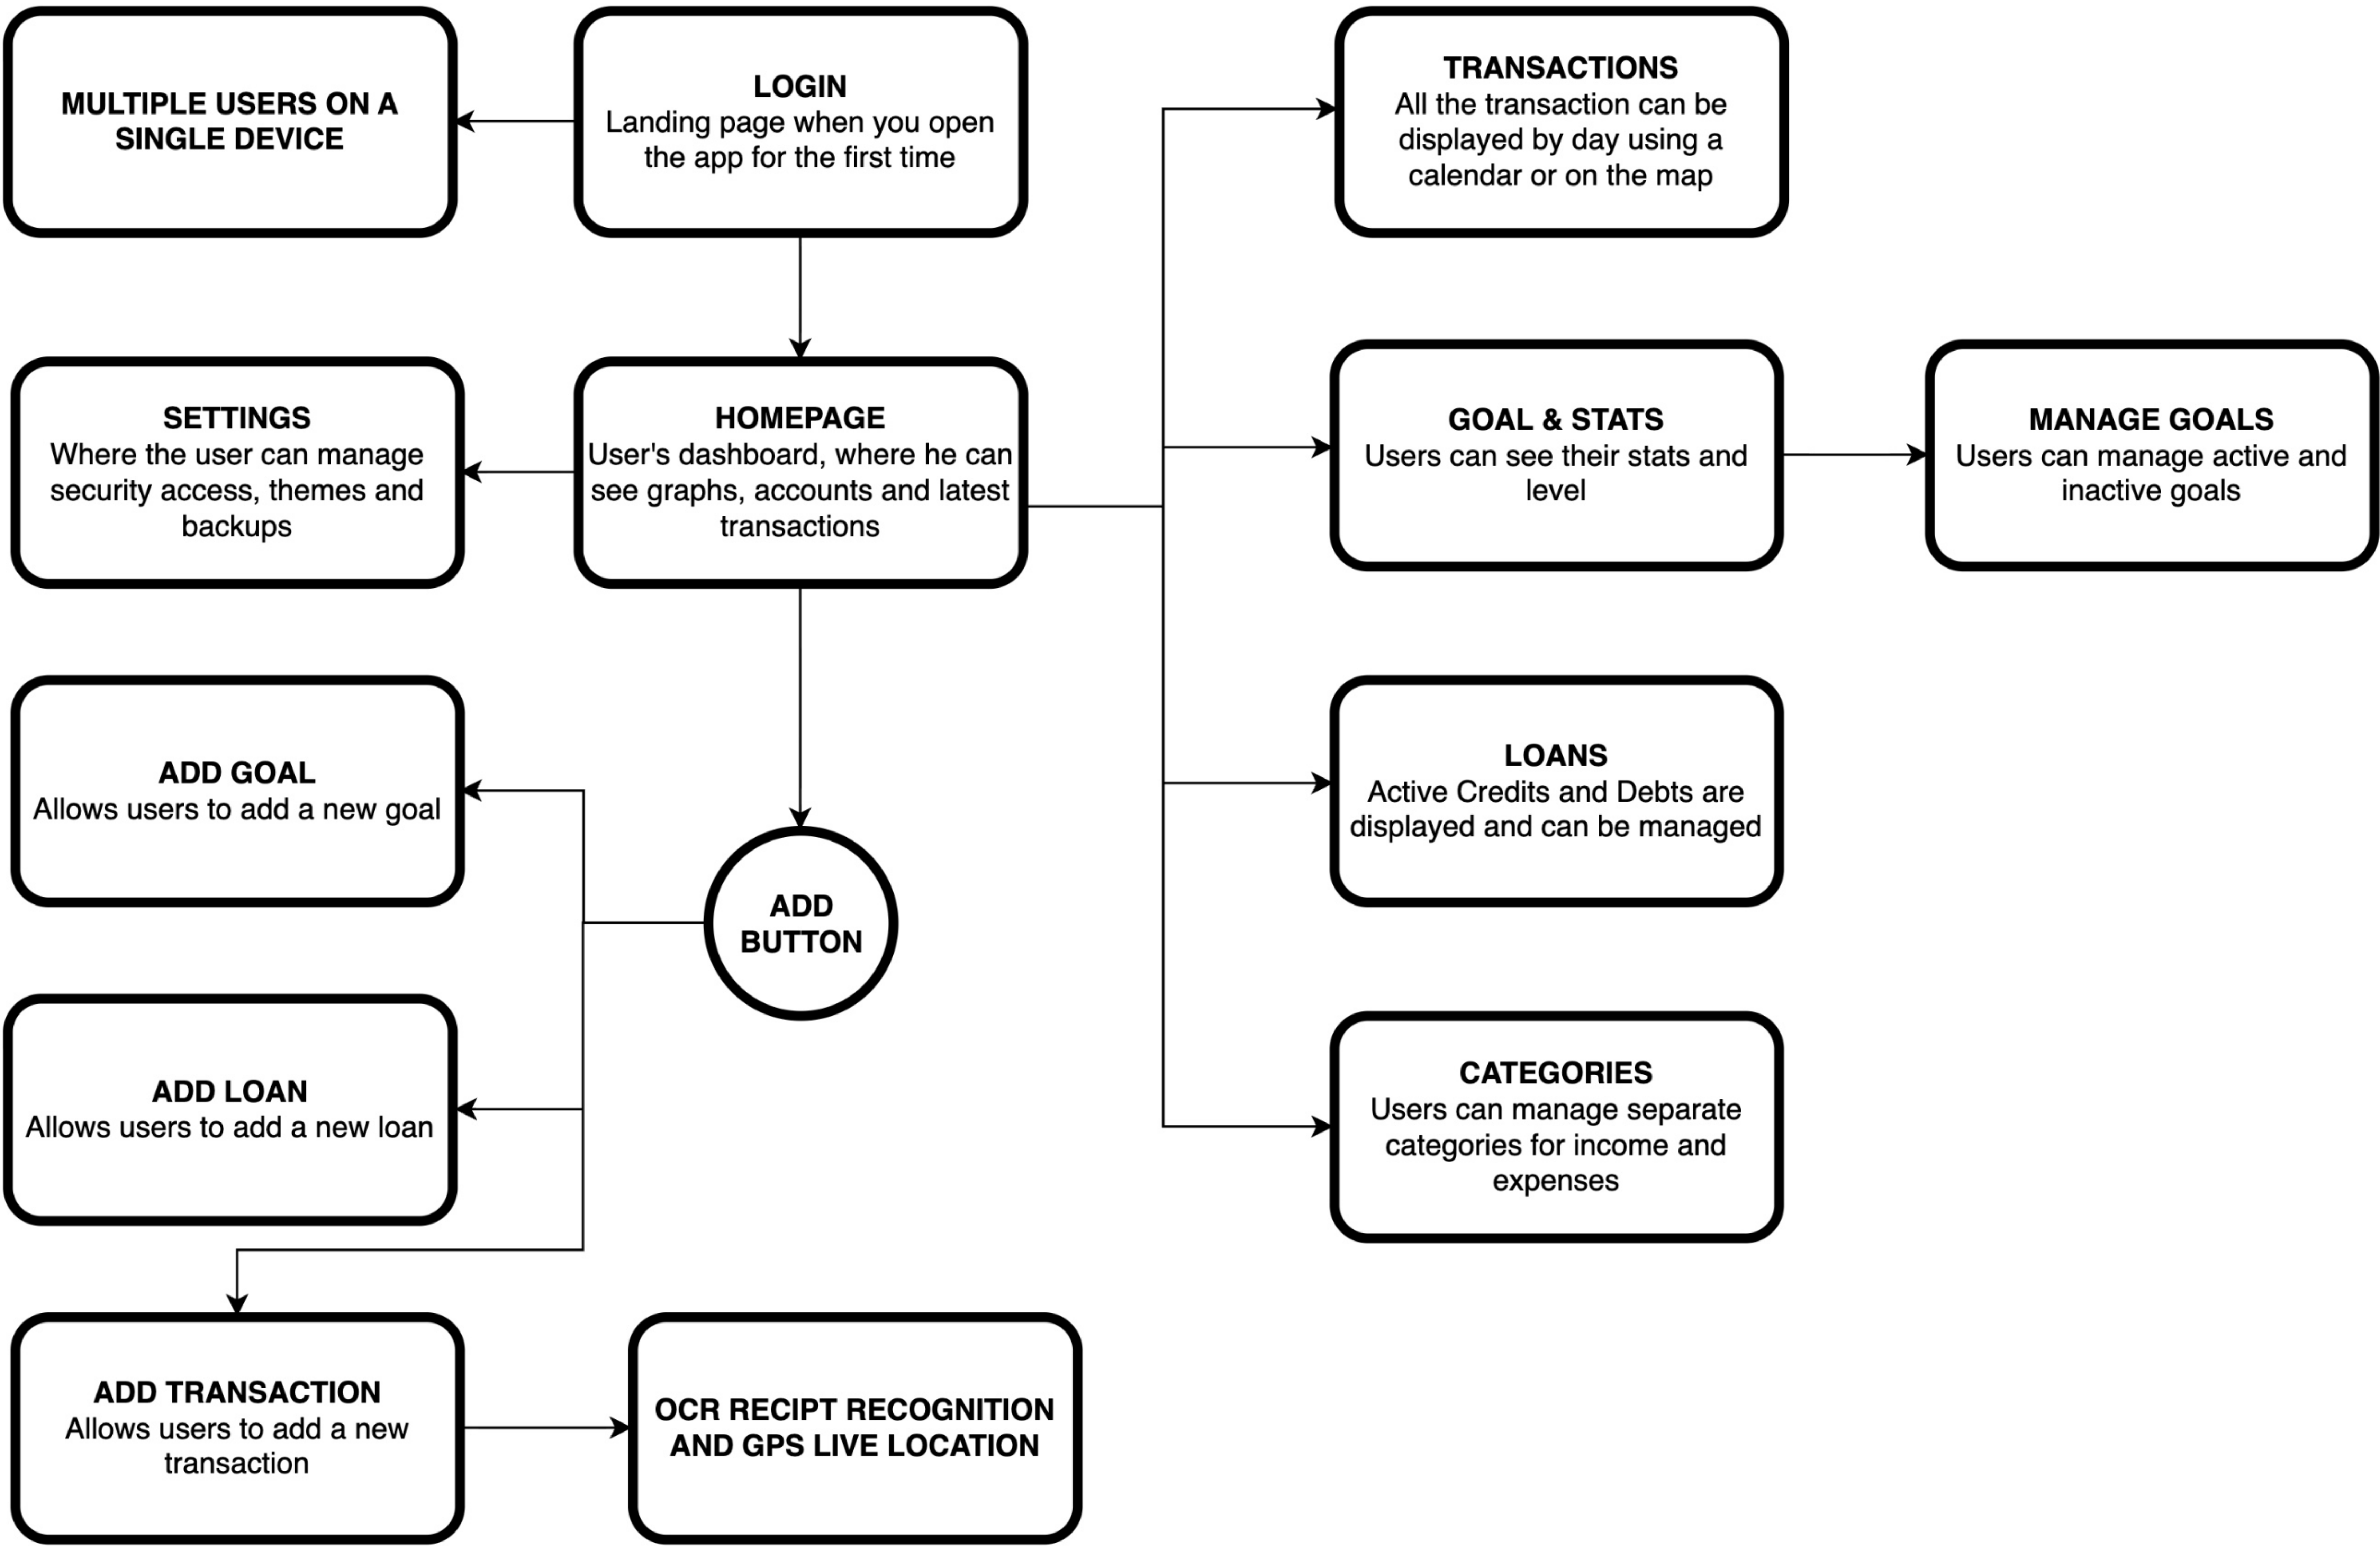 MULTIPLE USERS ON A
SINGLE DEVICE
LOGIN
Landing page when you open
the app for the first time
TRANSACTIONS
All the transaction can be
displayed by day using a
calendar or on the map
SETTINGS
Where the user can manage
security access, themes and
backups
HOMEPAGE
User's dashboard, where he can
see graphs, accounts and latest
transactions
GOAL & STATS
Users can see their stats and
level
MANAGE GOALS
Users can manage active and
inactive goals
ADD GOAL
Allows users to add a new goal
ADD
BUTTON
LOANS
Active Credits and Debts are
displayed and can be managed
ADD LOAN
Allows users to add a new loan
CATEGORIES
Users can manage separate
categories for income and
expenses
ADD TRANSACTION
Allows users to add a new
transaction
OCR RECIPT RECOGNITION
AND GPS LIVE LOCATION